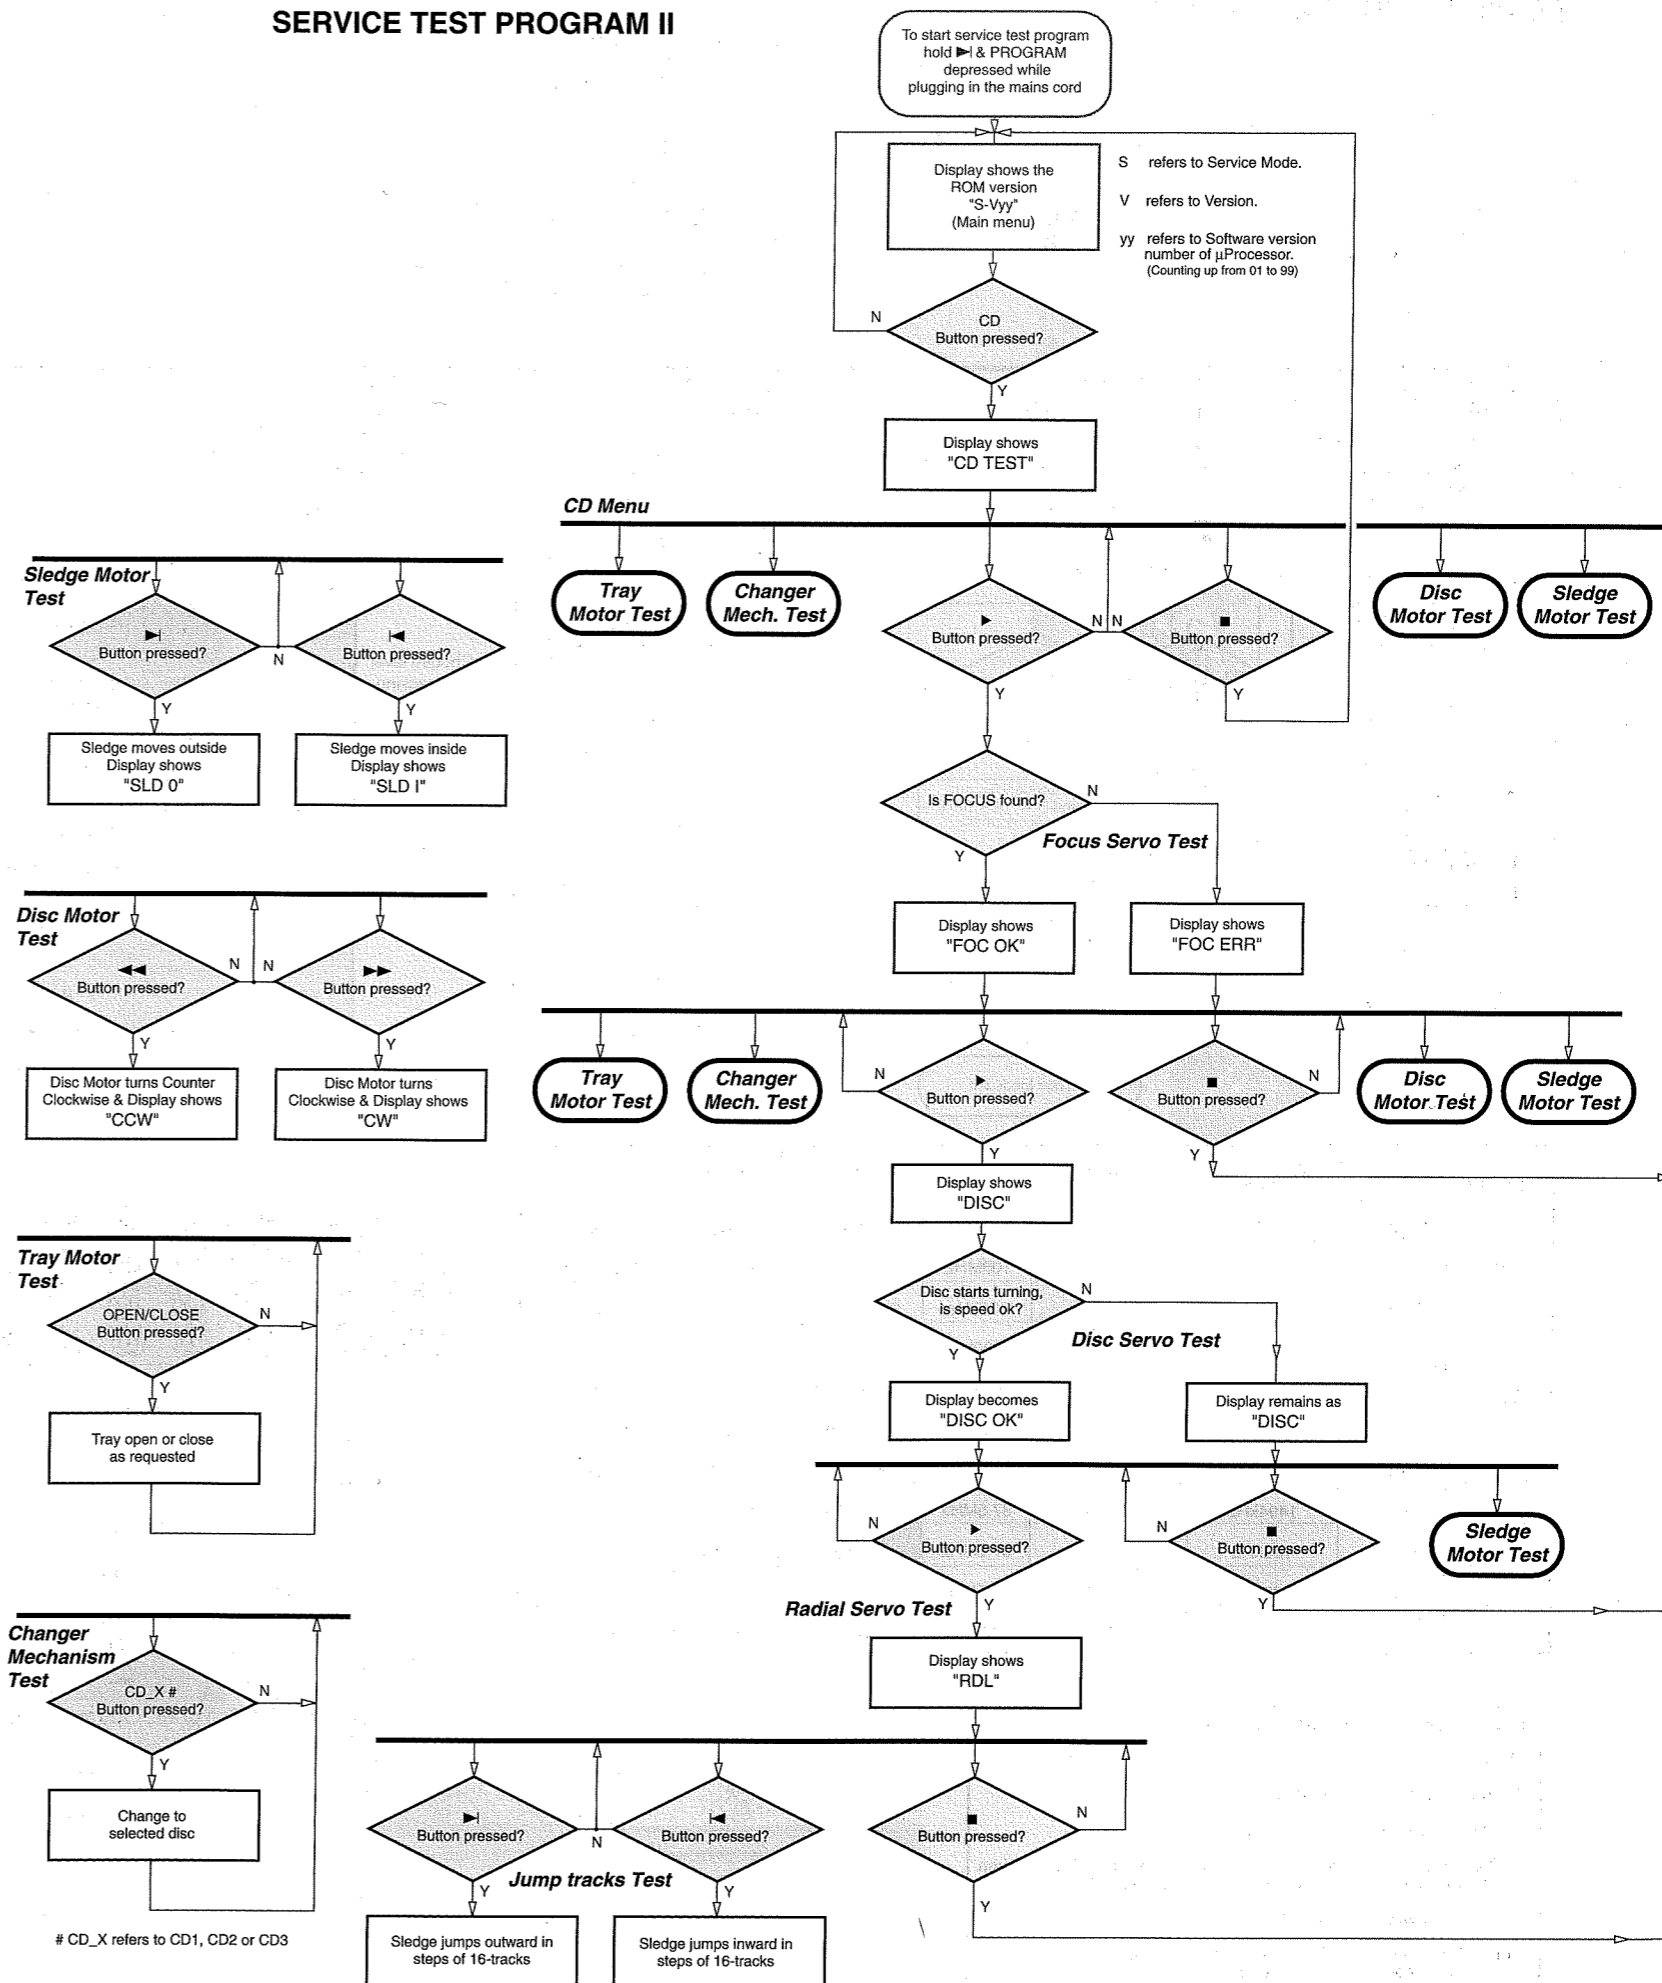 SERVICE TEST PROGRAM II
To start service test program
hold ▶| & PROGRAM
depressed while
plugging in the mains cord
Display shows the
ROM version
"S-Vyy"
(Main menu)
S refers to Service Mode.
V refers to Version.
yy refers to Software version
number of µProcessor.
(Counting up from 01 to 99)
N
CD
Button pressed?
Y
Display shows
"CD TEST"
CD Menu
Tray
Motor Test
Changer
Mech. Test
▶
Button pressed?
N
N
■
Button pressed?
Disc
Motor Test
Sledge
Motor Test
Y
Y
Sledge Motor
Test
▶|
Button pressed?
N
|◀
Button pressed?
Y
Y
Sledge moves outside
Display shows
"SLD 0"
Sledge moves inside
Display shows
"SLD I"
Is FOCUS found?
N
Focus Servo Test
Y
Display shows
"FOC OK"
Display shows
"FOC ERR"
Disc Motor
Test
◀◀
Button pressed?
N
N
▶▶
Button pressed?
Y
Y
Disc Motor turns Counter
Clockwise & Display shows
"CCW"
Disc Motor turns
Clockwise & Display shows
"CW"
Tray
Motor Test
Changer
Mech. Test
N
▶
Button pressed?
■
Button pressed?
N
Disc
Motor Test
Sledge
Motor Test
Y
Y
Display shows
"DISC"
Tray Motor
Test
OPEN/CLOSE
Button pressed?
N
Y
Tray open or close
as requested
Disc starts turning,
is speed ok?
N
Disc Servo Test
Y
Display becomes
"DISC OK"
Display remains as
"DISC"
N
▶
Button pressed?
N
■
Button pressed?
Sledge
Motor Test
Radial Servo Test
Y
Y
Display shows
"RDL"
Changer
Mechanism
Test
CD_X #
Button pressed?
N
Y
Change to
selected disc
# CD_X refers to CD1, CD2 or CD3
▶|
Button pressed?
N
|◀
Button pressed?
■
Button pressed?
N
Jump tracks Test
Y
Y
Y
Sledge jumps outward in
steps of 16-tracks
Sledge jumps inward in
steps of 16-tracks